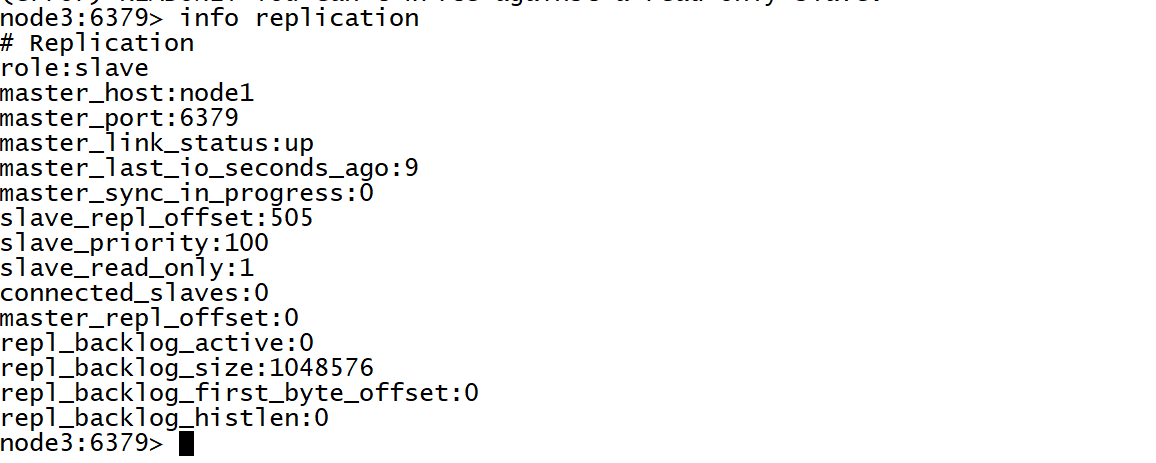 node3:6379> info replication
# Replication
role:slave
master_host:node1
master_port:6379
master_link_status:up
master_last_io_seconds_ago:9
master_sync_in_progress:0
slave_repl_offset:505
slave_priority:100
slave_read_only:1
connected_slaves:0
master_repl_offset:0
repl_backlog_active:0
repl_backlog_size:1048576
repl_backlog_first_byte_offset:0
repl_backlog_histlen:0
node3:6379>